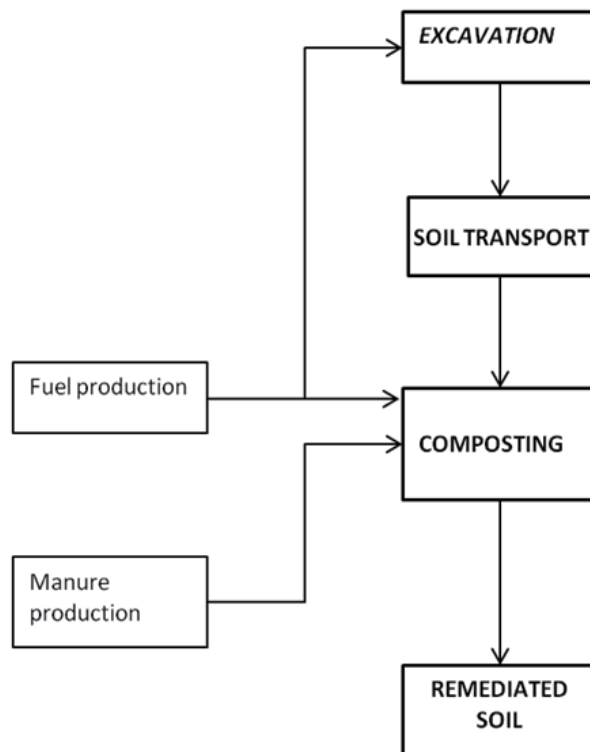 EXCAVATION
SOIL TRANSPORT
Fuel production
COMPOSTING
Manure
production
REMEDIATED
SOIL